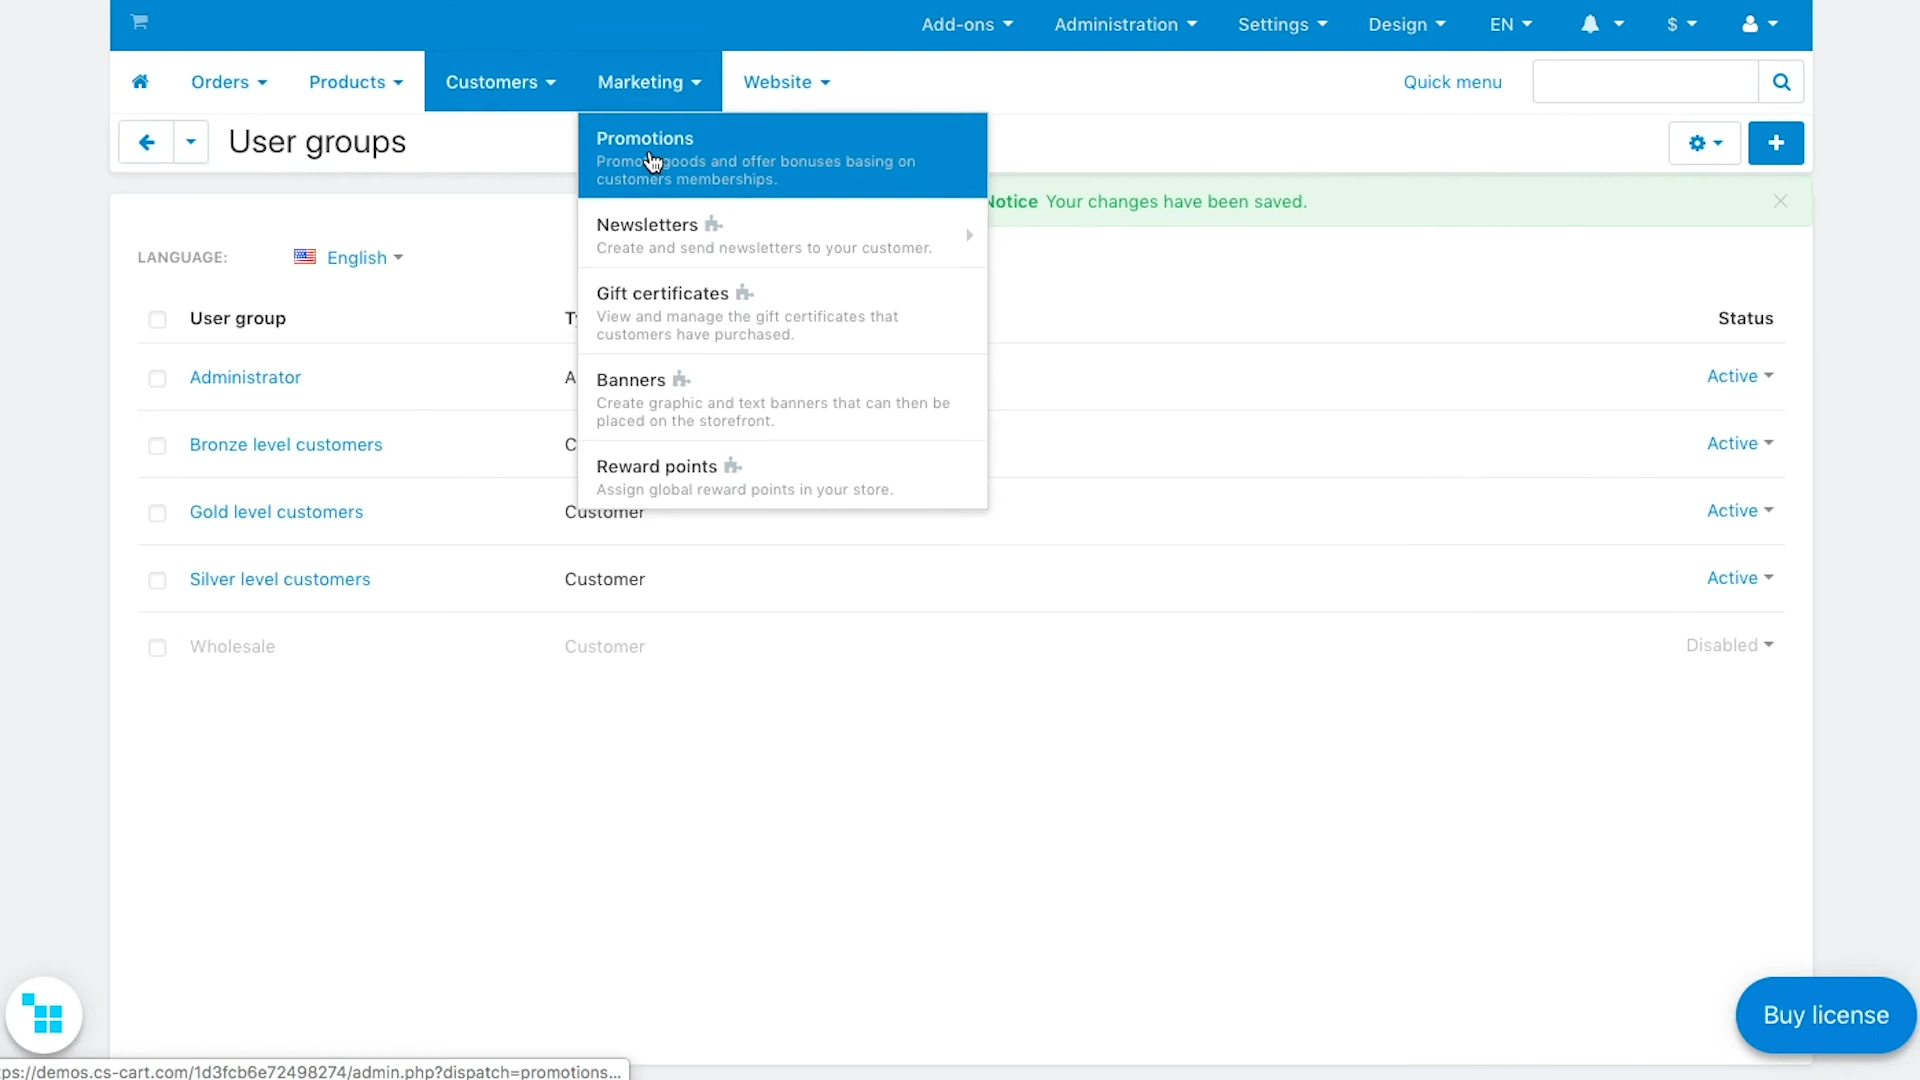 Add-ons Administration Settings Design EN $
Orders Products Customers Marketing Website Quick menu
User groups
Promotions
goods and offer bonuses basing on
customers memberships.
Notice Your changes have been saved.
Newsletters
Create and send newsletters to your customer.
LANGUAGE: English
Gift certificates
View and manage the gift certificates that
customers have purchased.
User group Status
Banners
Create graphic and text banners that can then be
placed on the storefront.
Administrator Active
Bronze level customers Active
Reward points
Assign global reward points in your store.
Gold level customers Customer Active
Silver level customers Customer Active
Wholesale Customer Disabled
Buy license
ps://demos.cs-cart.com/1d3fcb6e72498274/admin.php?dispatch=promotions...